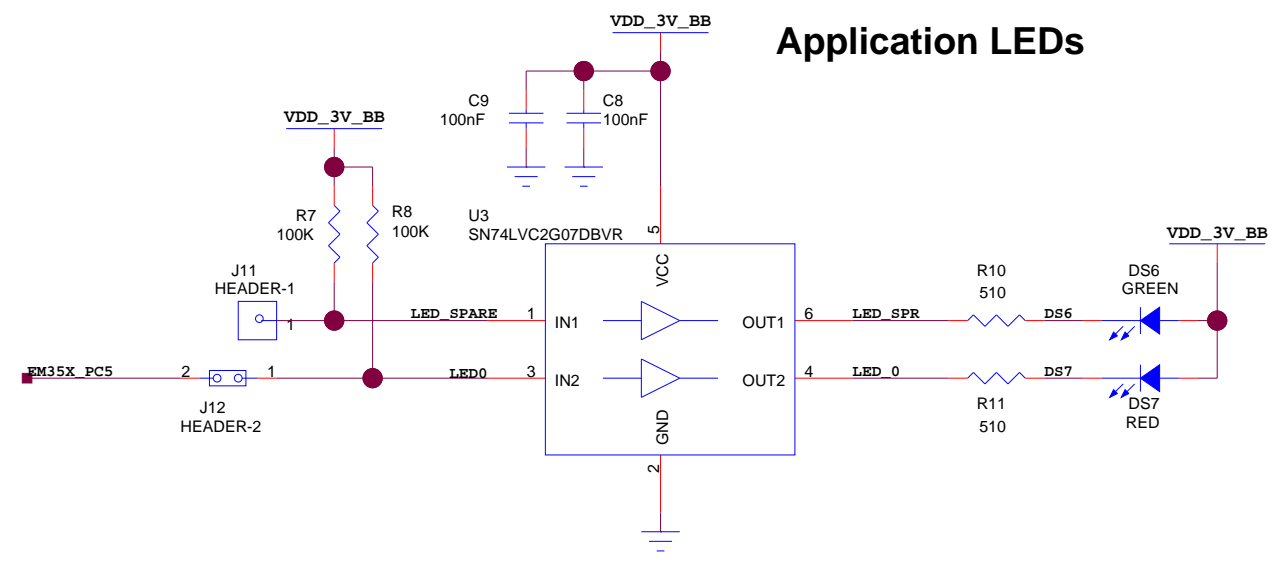 VDD_3V_BB
Application LEDs
C9
100nF
C8
100nF
VDD_3V_BB
R7
100K
R8
100K
U3
SN74LVC2G07DBVR
5
VCC
VDD_3V_BB
J11
HEADER-1
1
LED_SPARE
1
IN1
OUT1
6
LED_SPR
R10
510
DS6
DS6
GREEN
EM35X_PC5
2
1
J12
HEADER-2
LED0
3
IN2
OUT2
4
LED_0
R11
510
DS7
DS7
RED
GND
2